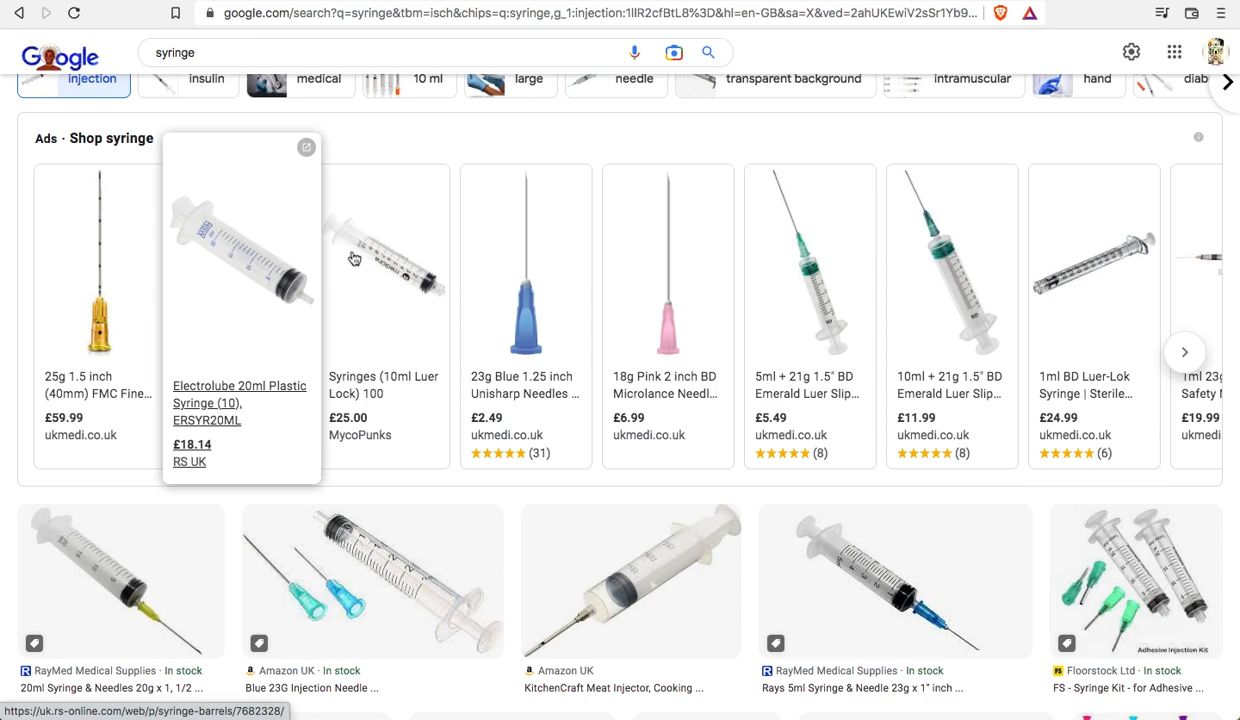 google.com/search?q=syringe&tbm=isch&chips=q:syringe,g_1:injection:1lIR2cfBtL8%3D&hl=en-GB&sa=X&ved=2ahUKEwiV2sSr1Yb9...
Google
syringe
injection
insulin
medical
10 ml
large
needle
transparent background
intramuscular
hand
diab
Ads · Shop syringe
25g 1.5 inch
(40mm) FMC Fine...
£59.99
ukmedi.co.uk
Electrolube 20ml Plastic
Syringe (10),
ERSYR20ML
£18.14
RS UK
Syringes (10ml Luer
Lock) 100
£25.00
MycoPunks
23g Blue 1.25 inch
Unisharp Needles ...
£2.49
ukmedi.co.uk
(31)
18g Pink 2 inch BD
Microlance Needl...
£6.99
ukmedi.co.uk
5ml + 21g 1.5" BD
Emerald Luer Slip...
£5.49
ukmedi.co.uk
(8)
10ml + 21g 1.5" BD
Emerald Luer Slip...
£11.99
ukmedi.co.uk
(8)
1ml BD Luer-Lok
Syringe | Sterile...
£24.99
ukmedi.co.uk
(6)
1ml 23g
Safety
£19.99
ukmedi
Adhesive Injection Kit
RayMed Medical Supplies · In stock
20ml Syringe & Needles 20g x 1, 1/2 ...
Amazon UK · In stock
Blue 23G Injection Needle ...
Amazon UK
KitchenCraft Meat Injector, Cooking ...
RayMed Medical Supplies · In stock
Rays 5ml Syringe & Needle 23g x 1" inch ...
FS Floorstock Ltd · In stock
FS - Syringe Kit - for Adhesive ...
https://uk.rs-online.com/web/p/syringe-barrels/7682328/